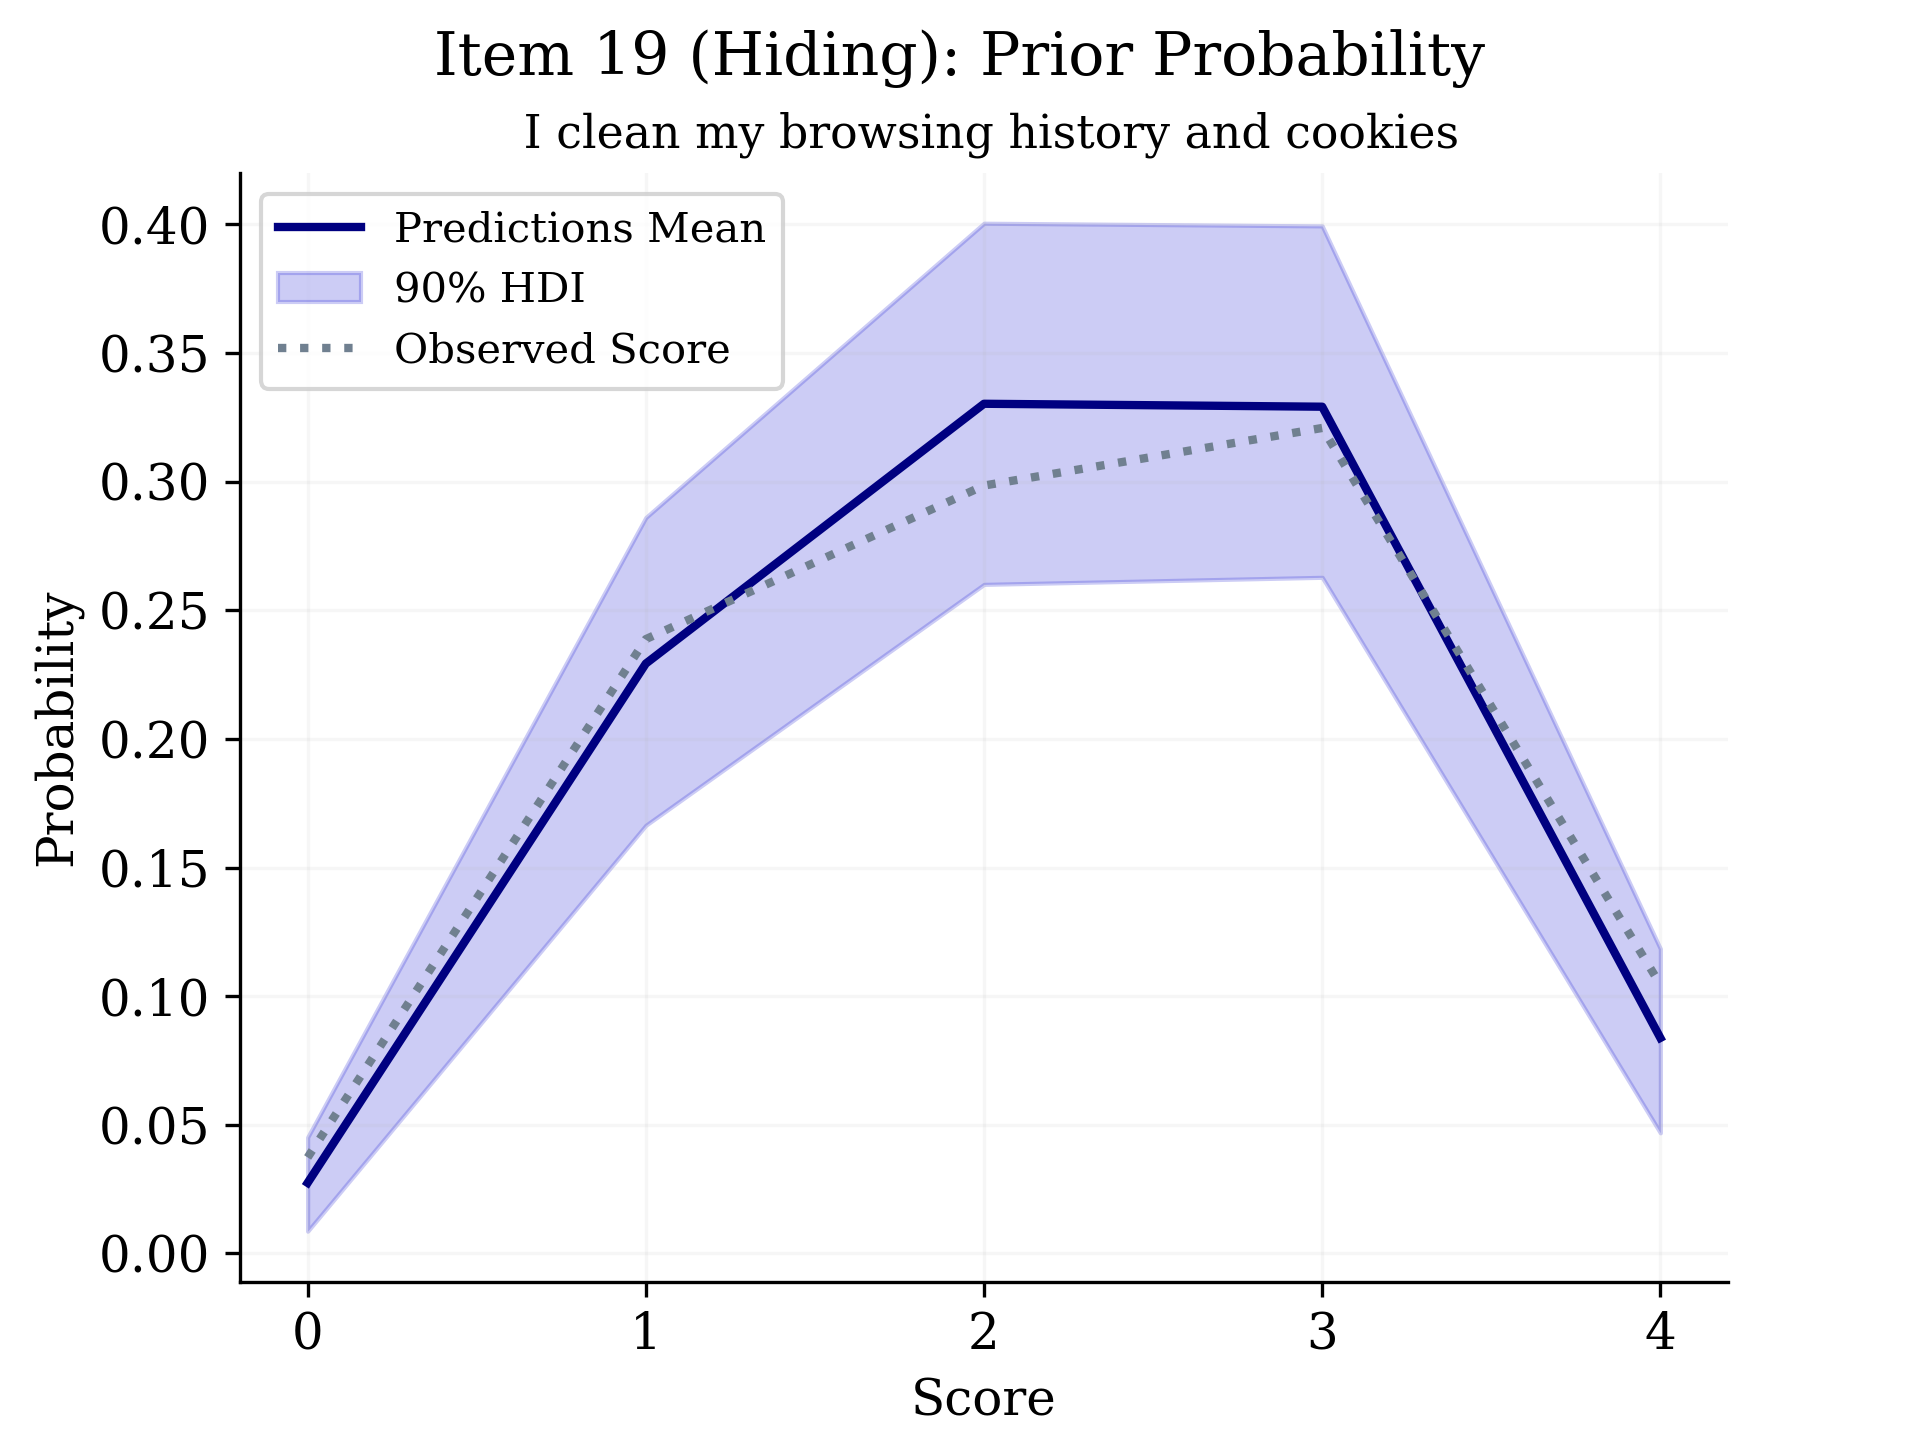 Item 19 (Hiding): Prior Probability
I clean my browsing history and cookies
Predictions Mean
90% HDI
Observed Score
0.40
0.35
0.30
0.25
0.20
0.15
0.10
0.05
0.00
Probability
0 1 2 3 4
Score